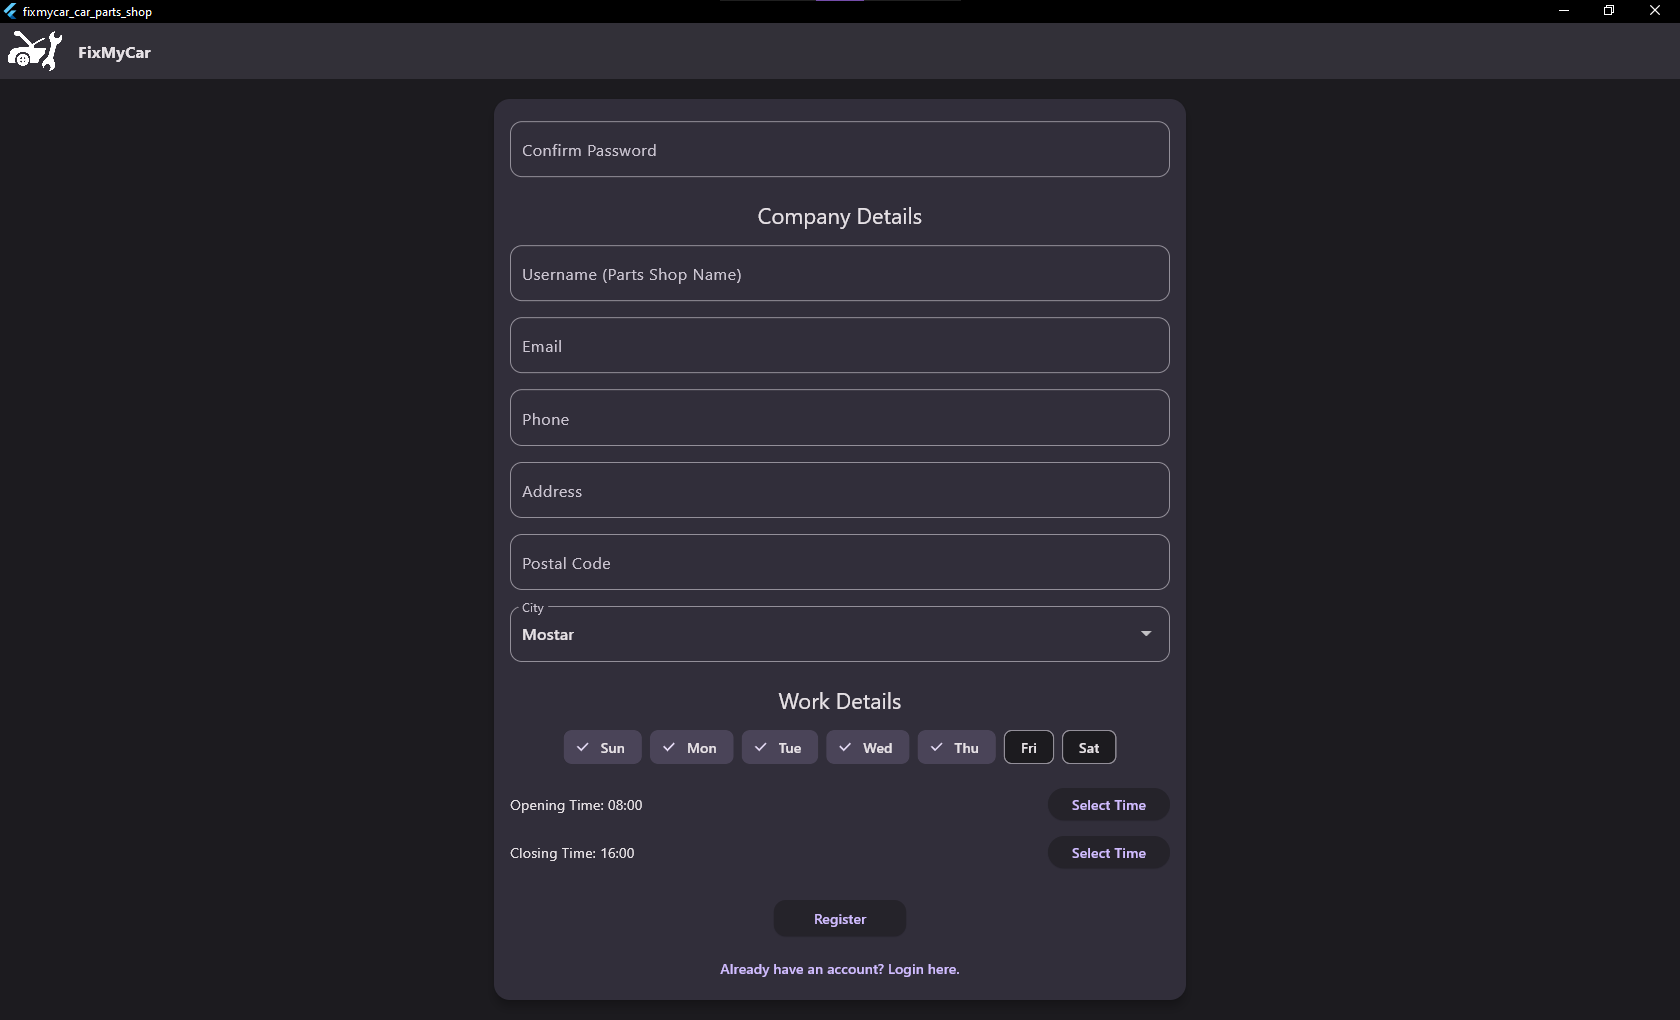 fixmycar_car_parts_shop
FixMyCar
Confirm Password
Company Details
Username (Parts Shop Name)
Email
Phone
Address
Postal Code
City
Mostar
Work Details
Sun Mon Tue Wed Thu Fri Sat
Opening Time: 08:00 Select Time
Closing Time: 16:00 Select Time
Register
Already have an account? Login here.